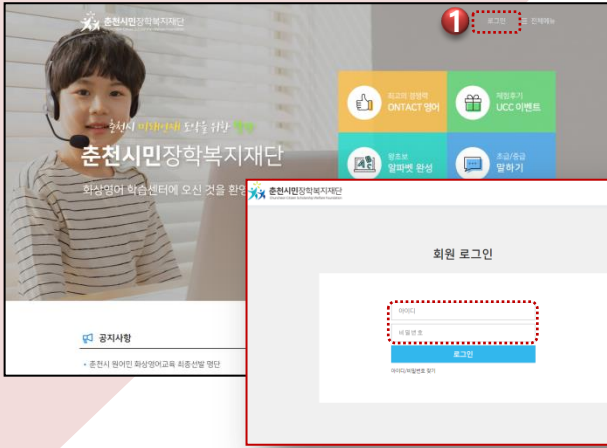 춘천시민장학복지재단
1
로그인
전체메뉴
최고의 경쟁력
ONTACT 영어
체험후기
UCC 이벤트
춘천시 미래인재 도약을 위한
춘천시민장학복지재단
화상영어 학습센터에 오신 것을 환영
왕초보
알파벳 완성
초급/중급
말하기
공지사항
• 춘천시 원어민 화상영어교육 최종선발 명단
춘천시민장학복지재단
회원 로그인
아이디
비밀번호
로그인
아이디/비밀번호 찾기